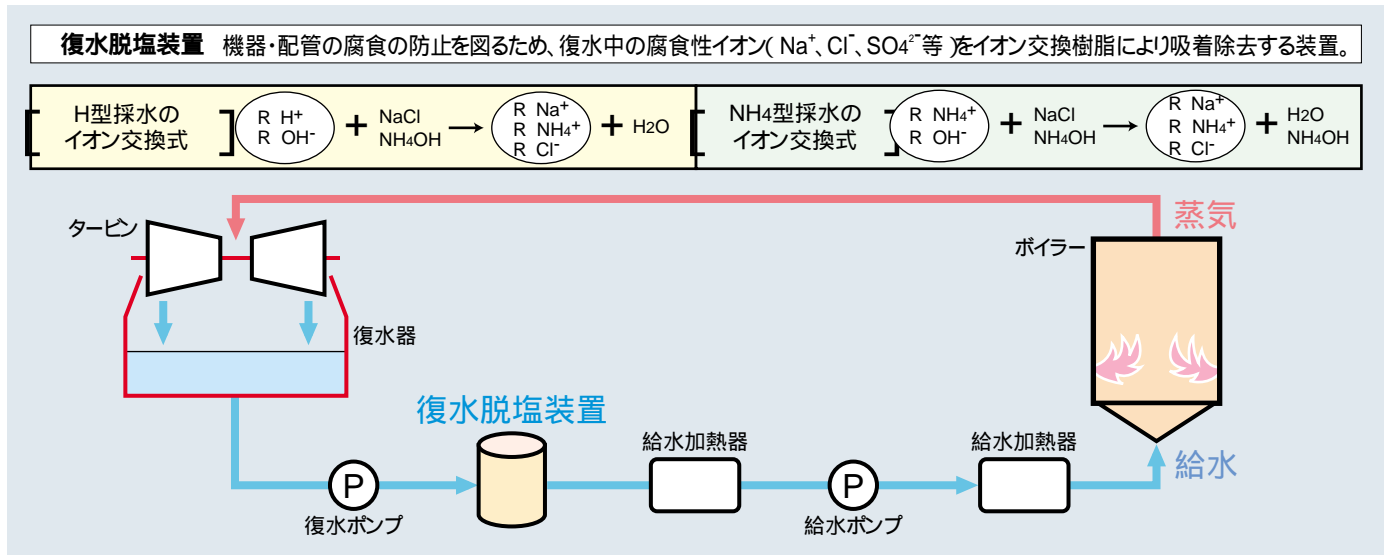 復水脱塩装置 機器・配管の腐食の防止を図るため、復水中の腐食性イオン( Na⁺、Cl⁻、SO4²⁻等 )をイオン交換樹脂により吸着除去する装置。
H型採水の
イオン交換式
R H⁺
R OH⁻
+
NaCl
NH4OH
→
R Na⁺
R NH4⁺
R Cl⁻
+ H2O
NH4型採水の
イオン交換式
R NH4⁺
R OH⁻
+
NaCl
NH4OH
→
R Na⁺
R NH4⁺
R Cl⁻
+
H2O
NH4OH
蒸気
タービン
ボイラー
復水器
復水脱塩装置
給水加熱器
給水加熱器
給水
P
P
復水ポンプ
給水ポンプ